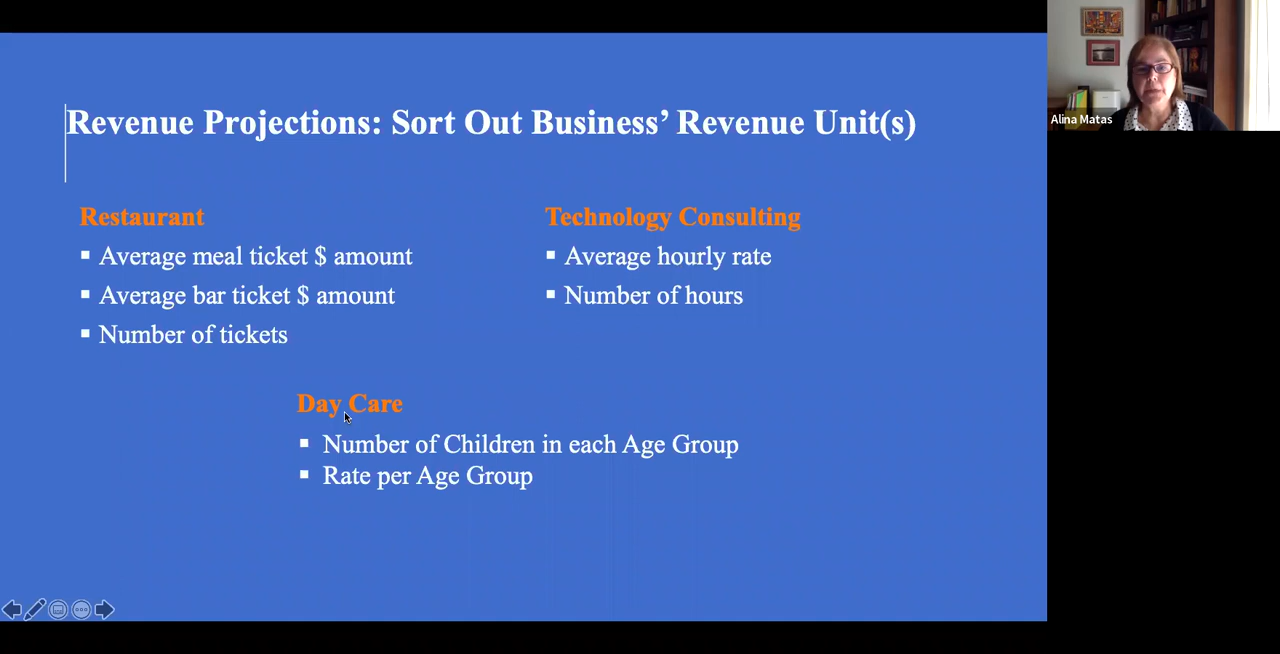 Revenue Projections: Sort Out Business’ Revenue Unit(s)
Restaurant
Average meal ticket $ amount
Average bar ticket $ amount
Number of tickets
Technology Consulting
Average hourly rate
Number of hours
Day Care
Number of Children in each Age Group
Rate per Age Group
Alina Matas